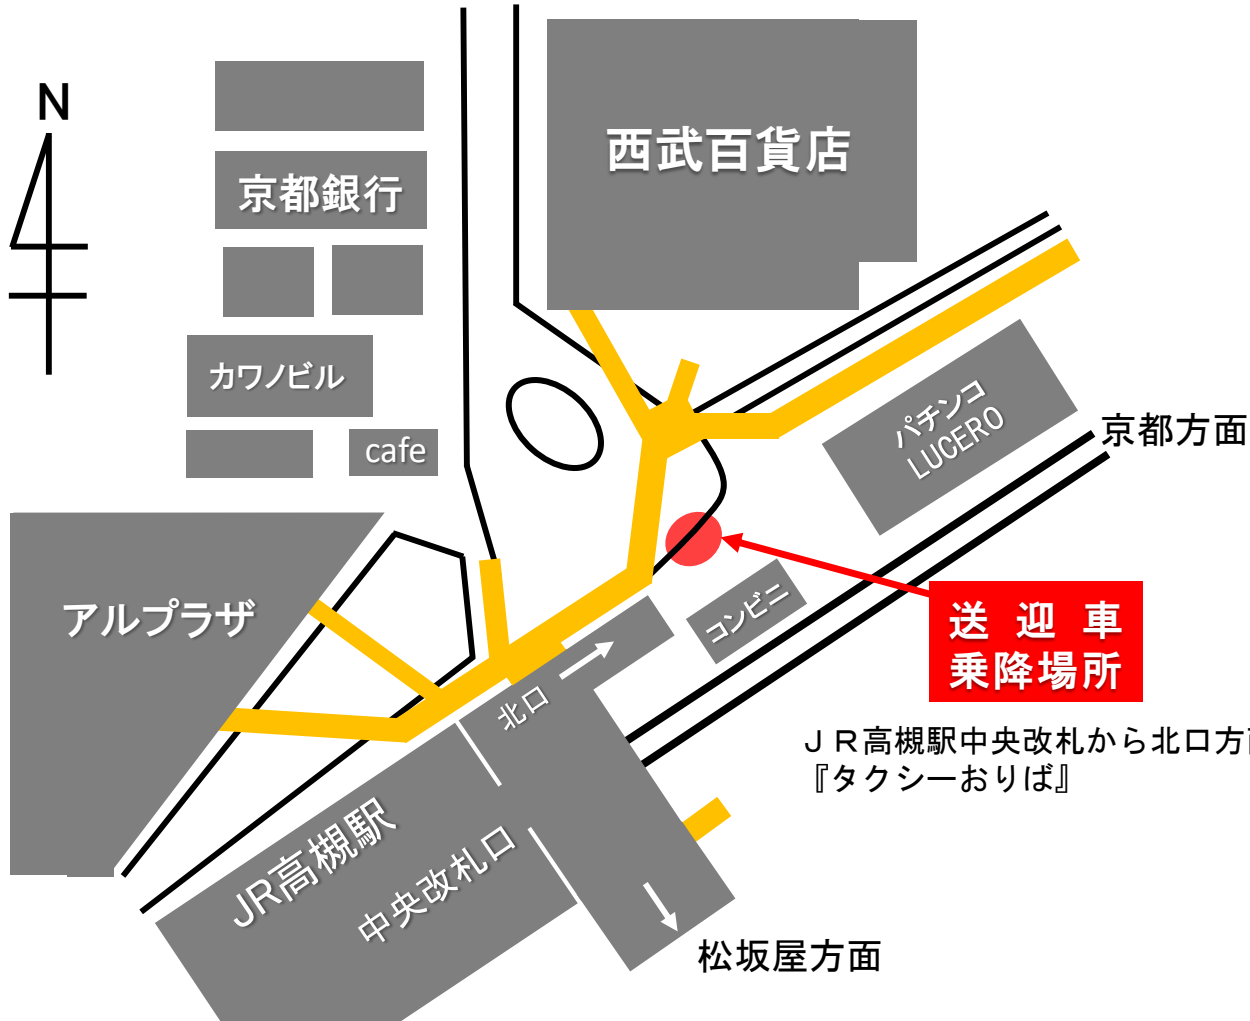 N
西武百貨店
京都銀行
カワノビル
cafe
パチンコ
LUCERO
京都方面
アルプラザ
コンビニ
送 迎 車
乗降場所
北口
ＪＲ高槻駅中央改札から北口方
『タクシーおりば』
JR高槻駅
中央改札口
松坂屋方面